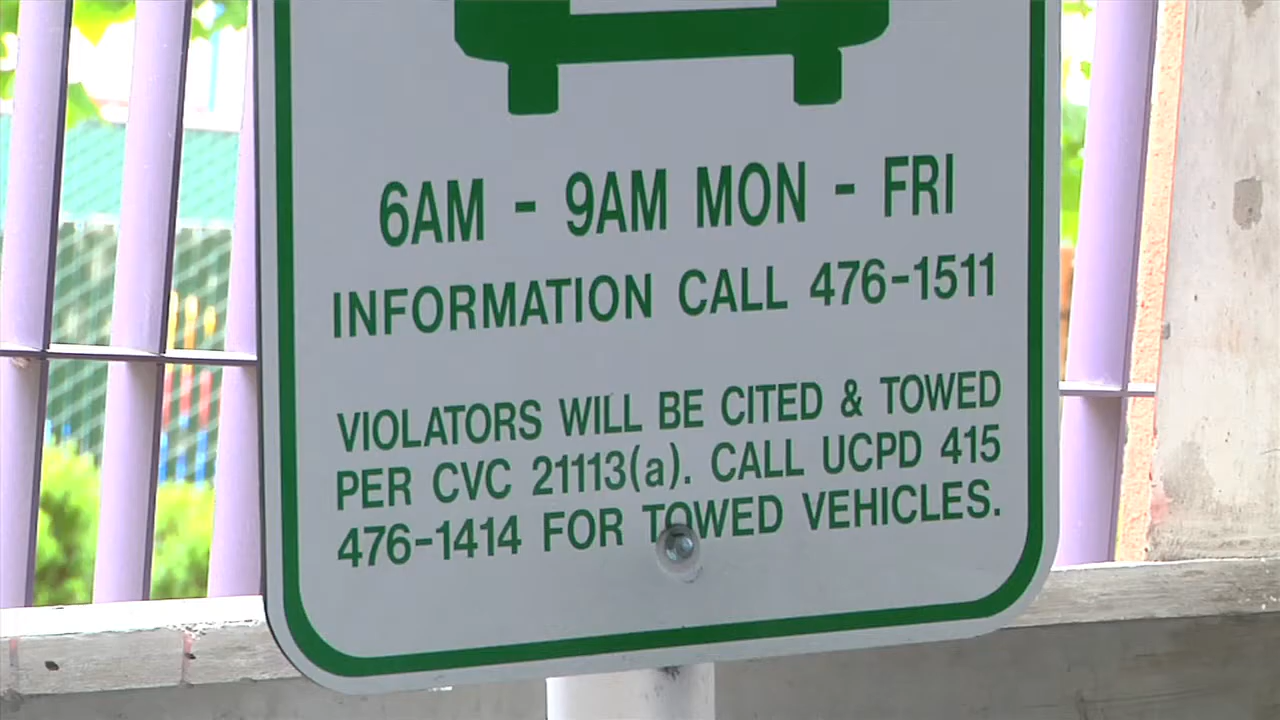 6AM - 9AM MON - FRI
INFORMATION CALL 476-1511
VIOLATORS WILL BE CITED & TOWED
PER CVC 21113(a). CALL UCPD 415
476-1414 FOR TOWED VEHICLES.